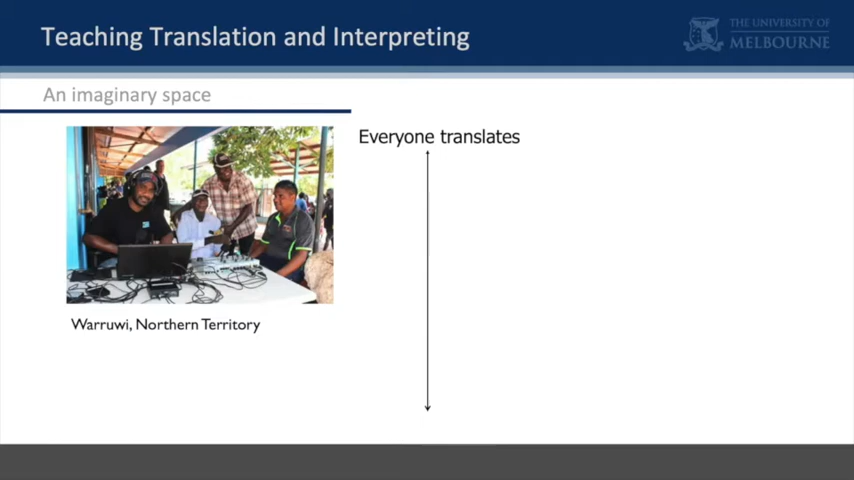 Teaching Translation and Interpreting
THE UNIVERSITY OF
MELBOURNE
An imaginary space
Everyone translates
Warruwi, Northern Territory